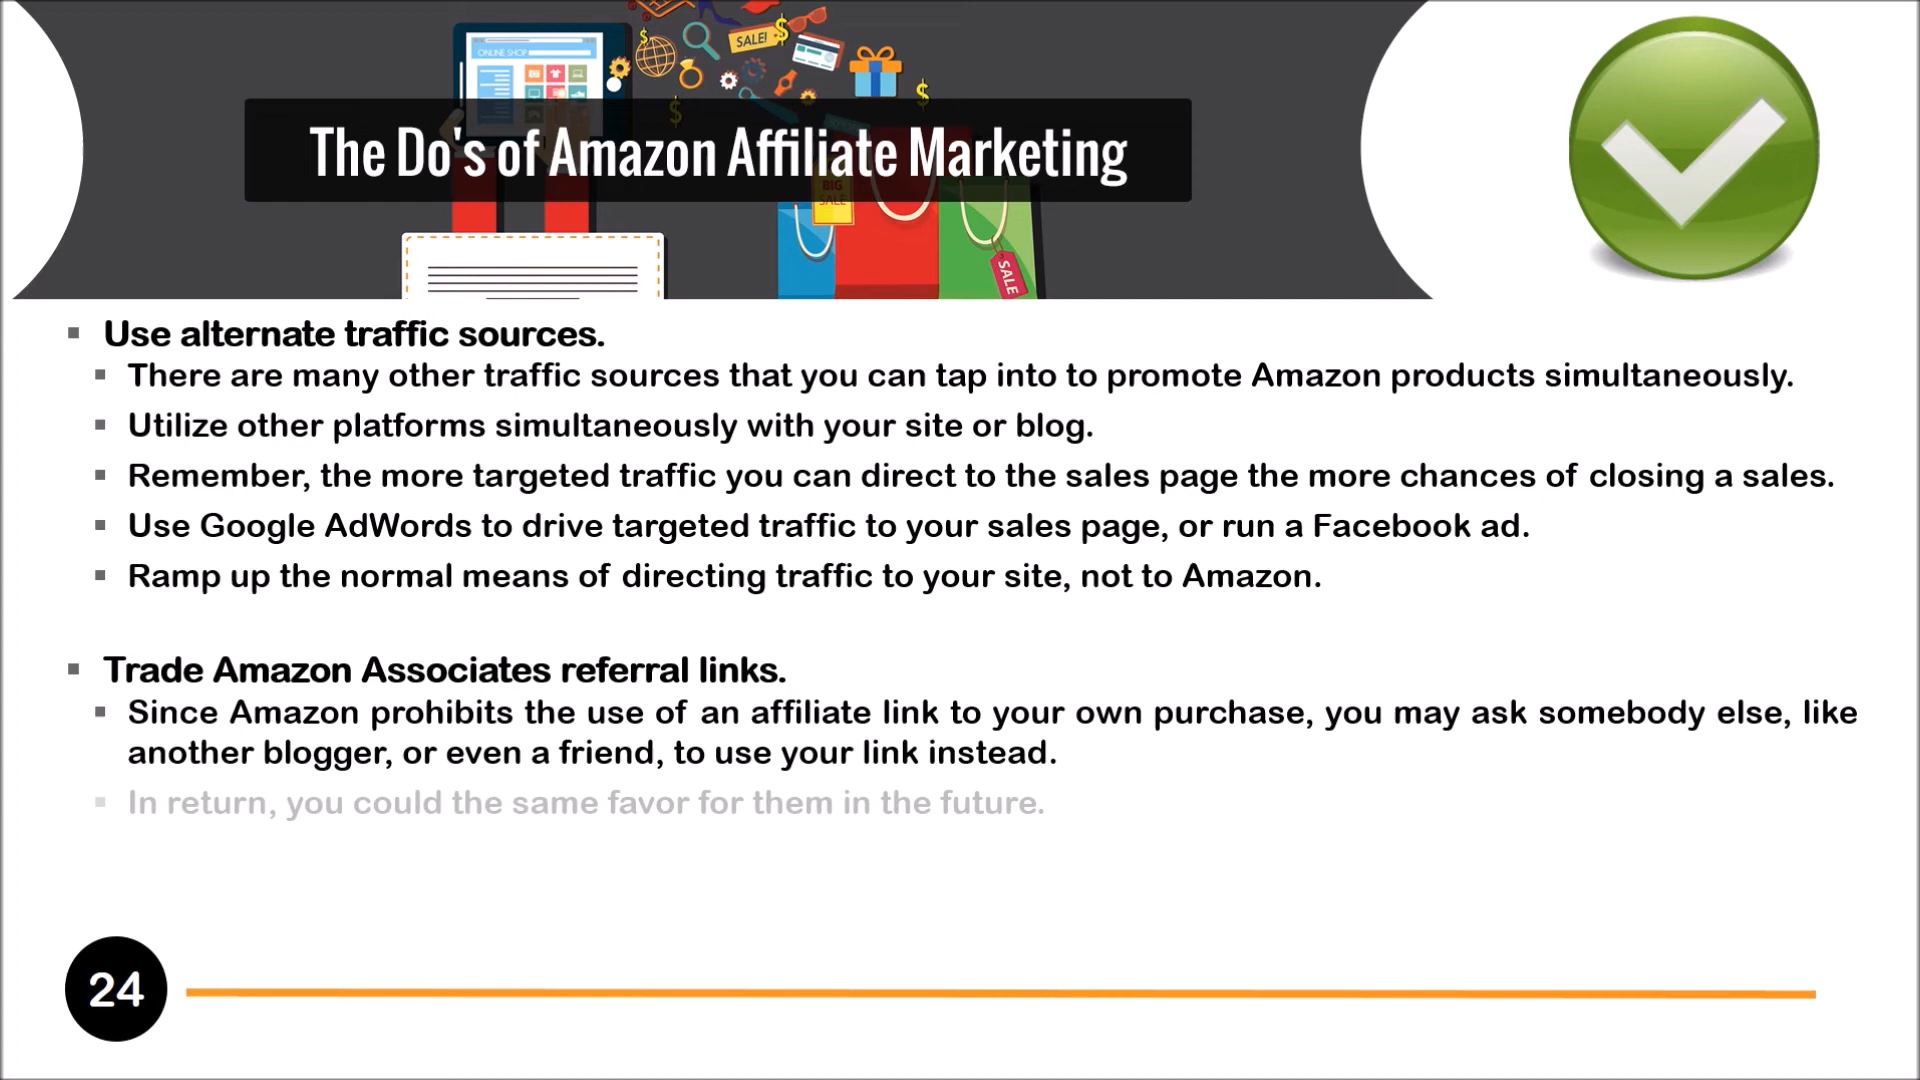 ONLINE SHOP
SALE!
The Do's of Amazon Affiliate Marketing
BIG
SALE
SALE
▪ Use alternate traffic sources.
▪ There are many other traffic sources that you can tap into to promote Amazon products simultaneously.
▪ Utilize other platforms simultaneously with your site or blog.
▪ Remember, the more targeted traffic you can direct to the sales page the more chances of closing a sales.
▪ Use Google AdWords to drive targeted traffic to your sales page, or run a Facebook ad.
▪ Ramp up the normal means of directing traffic to your site, not to Amazon.
▪ Trade Amazon Associates referral links.
▪ Since Amazon prohibits the use of an affiliate link to your own purchase, you may ask somebody else, like
another blogger, or even a friend, to use your link instead.
▪ In return, you could the same favor for them in the future.
24